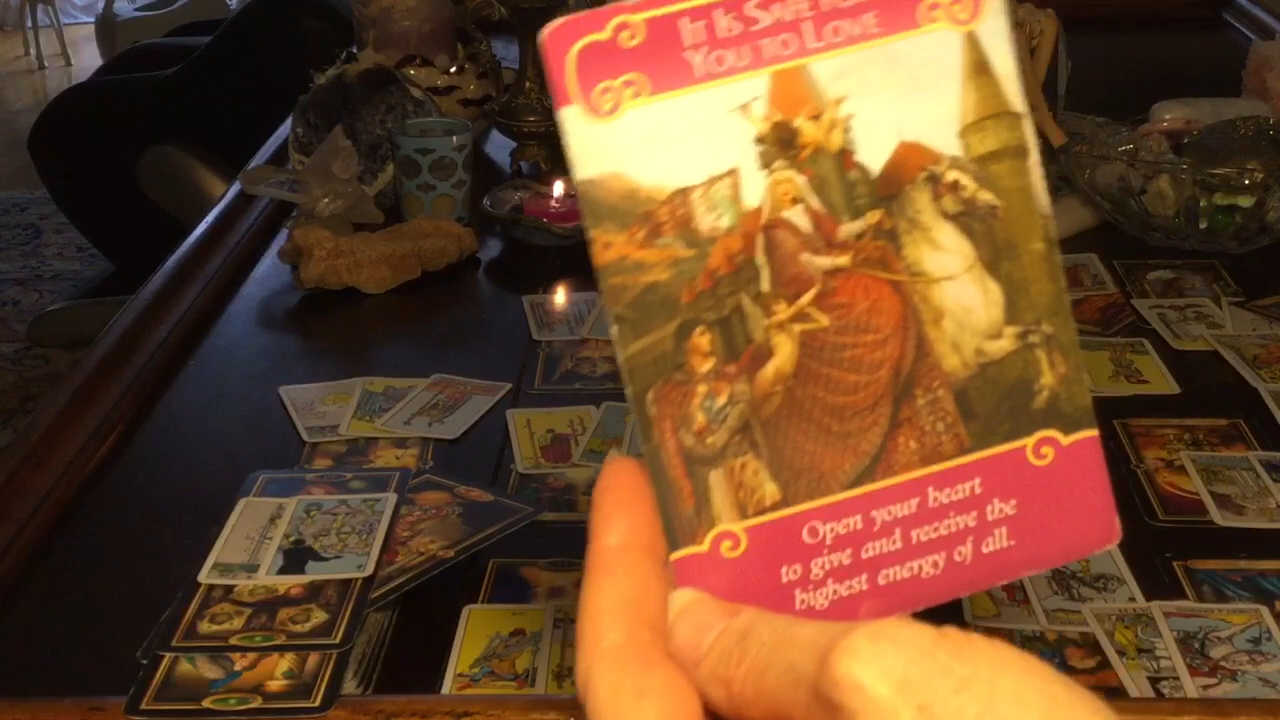 IT IS SAFE FOR
YOU TO LOVE
Open your heart
to give and receive the
highest energy of all.